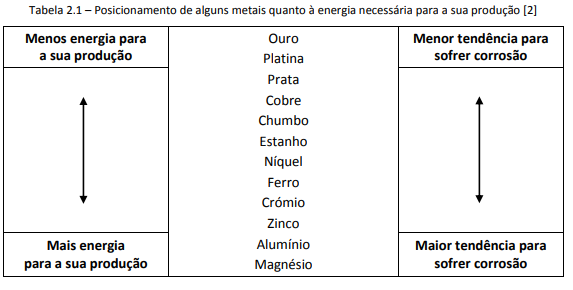 Tabela 2.1 – Posicionamento de alguns metais quanto à energia necessária para a sua produção [2]
Menos energia para
a sua produção
Ouro
Platina
Prata
Cobre
Chumbo
Estanho
Níquel
Ferro
Crómio
Zinco
Alumínio
Magnésio
Menor tendência para
sofrer corrosão
Mais energia
para a sua produção
Maior tendência para
sofrer corrosão